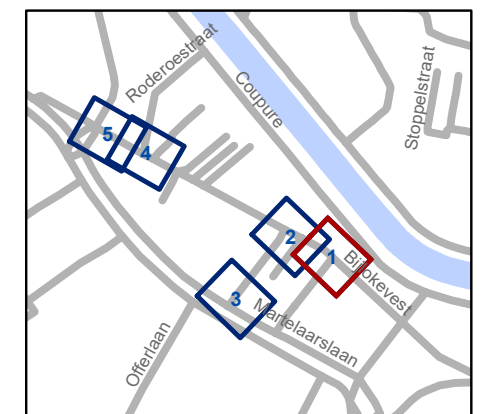 Roderoestraat
Coupure
Stoppelstraat
5
4
2
1
Bijlokevest
3
Martelaarslaan
Offerlaan